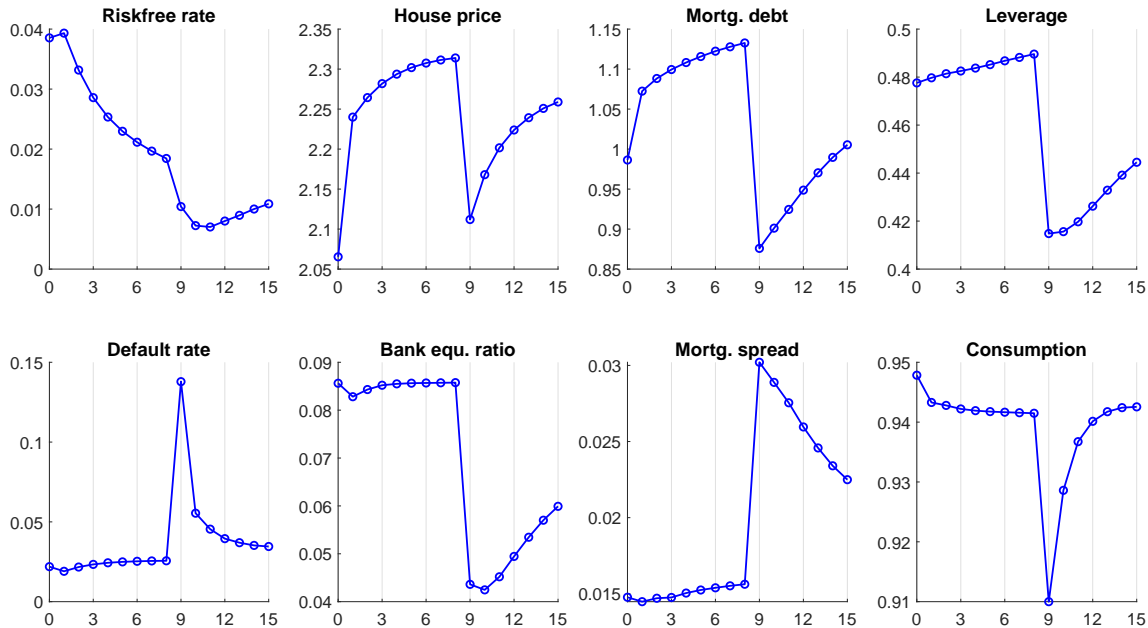 Riskfree rate
0.04
0.03
0.02
0.01
0
0 3 6 9 12 15
House price
2.35
2.3
2.25
2.2
2.15
2.1
2.05
0 3 6 9 12 15
Mortg. debt
1.15
1.1
1.05
1
0.95
0.9
0.85
0 3 6 9 12 15
Leverage
0.5
0.48
0.46
0.44
0.42
0.4
0 3 6 9 12 15
Default rate
0.15
0.1
0.05
0
0 3 6 9 12 15
Bank equ. ratio
0.09
0.08
0.07
0.06
0.05
0.04
0 3 6 9 12 15
Mortg. spread
0.03
0.025
0.02
0.015
0 3 6 9 12 15
Consumption
0.95
0.94
0.93
0.92
0.91
0 3 6 9 12 15